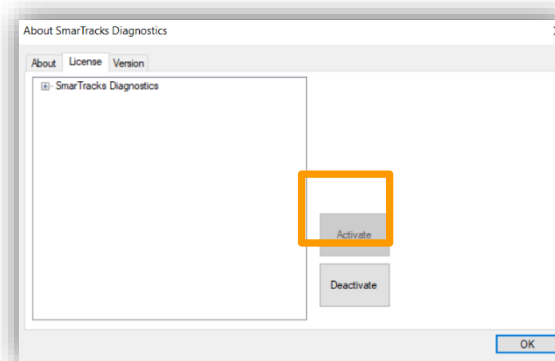 About SmarTracks Diagnostics
About License Version
SmarTracks Diagnostics
Activate
Deactivate
OK